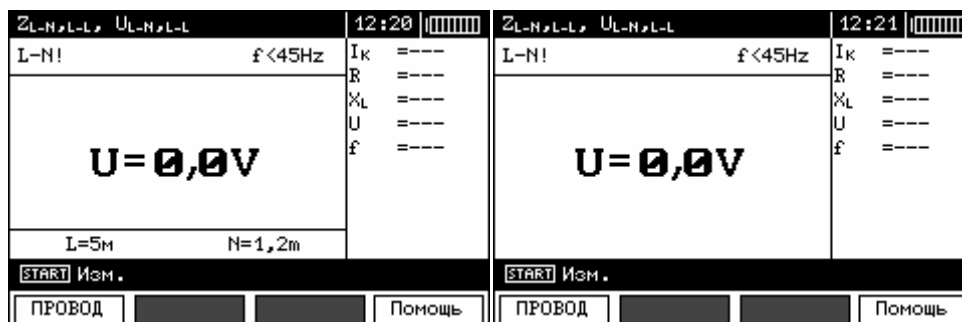 ZL-N,L-L, UL-N,L-L 12:20
L-N! f<45Hz
IK =---
R =---
XL =---
U =---
f =---
U=0,0V
L=5м N=1,2m
START Изм.
ПРОВОД Помощь
ZL-N,L-L, UL-N,L-L 12:21
L-N! f<45Hz
IK =---
R =---
XL =---
U =---
f =---
U=0,0V
START Изм.
ПРОВОД Помощь